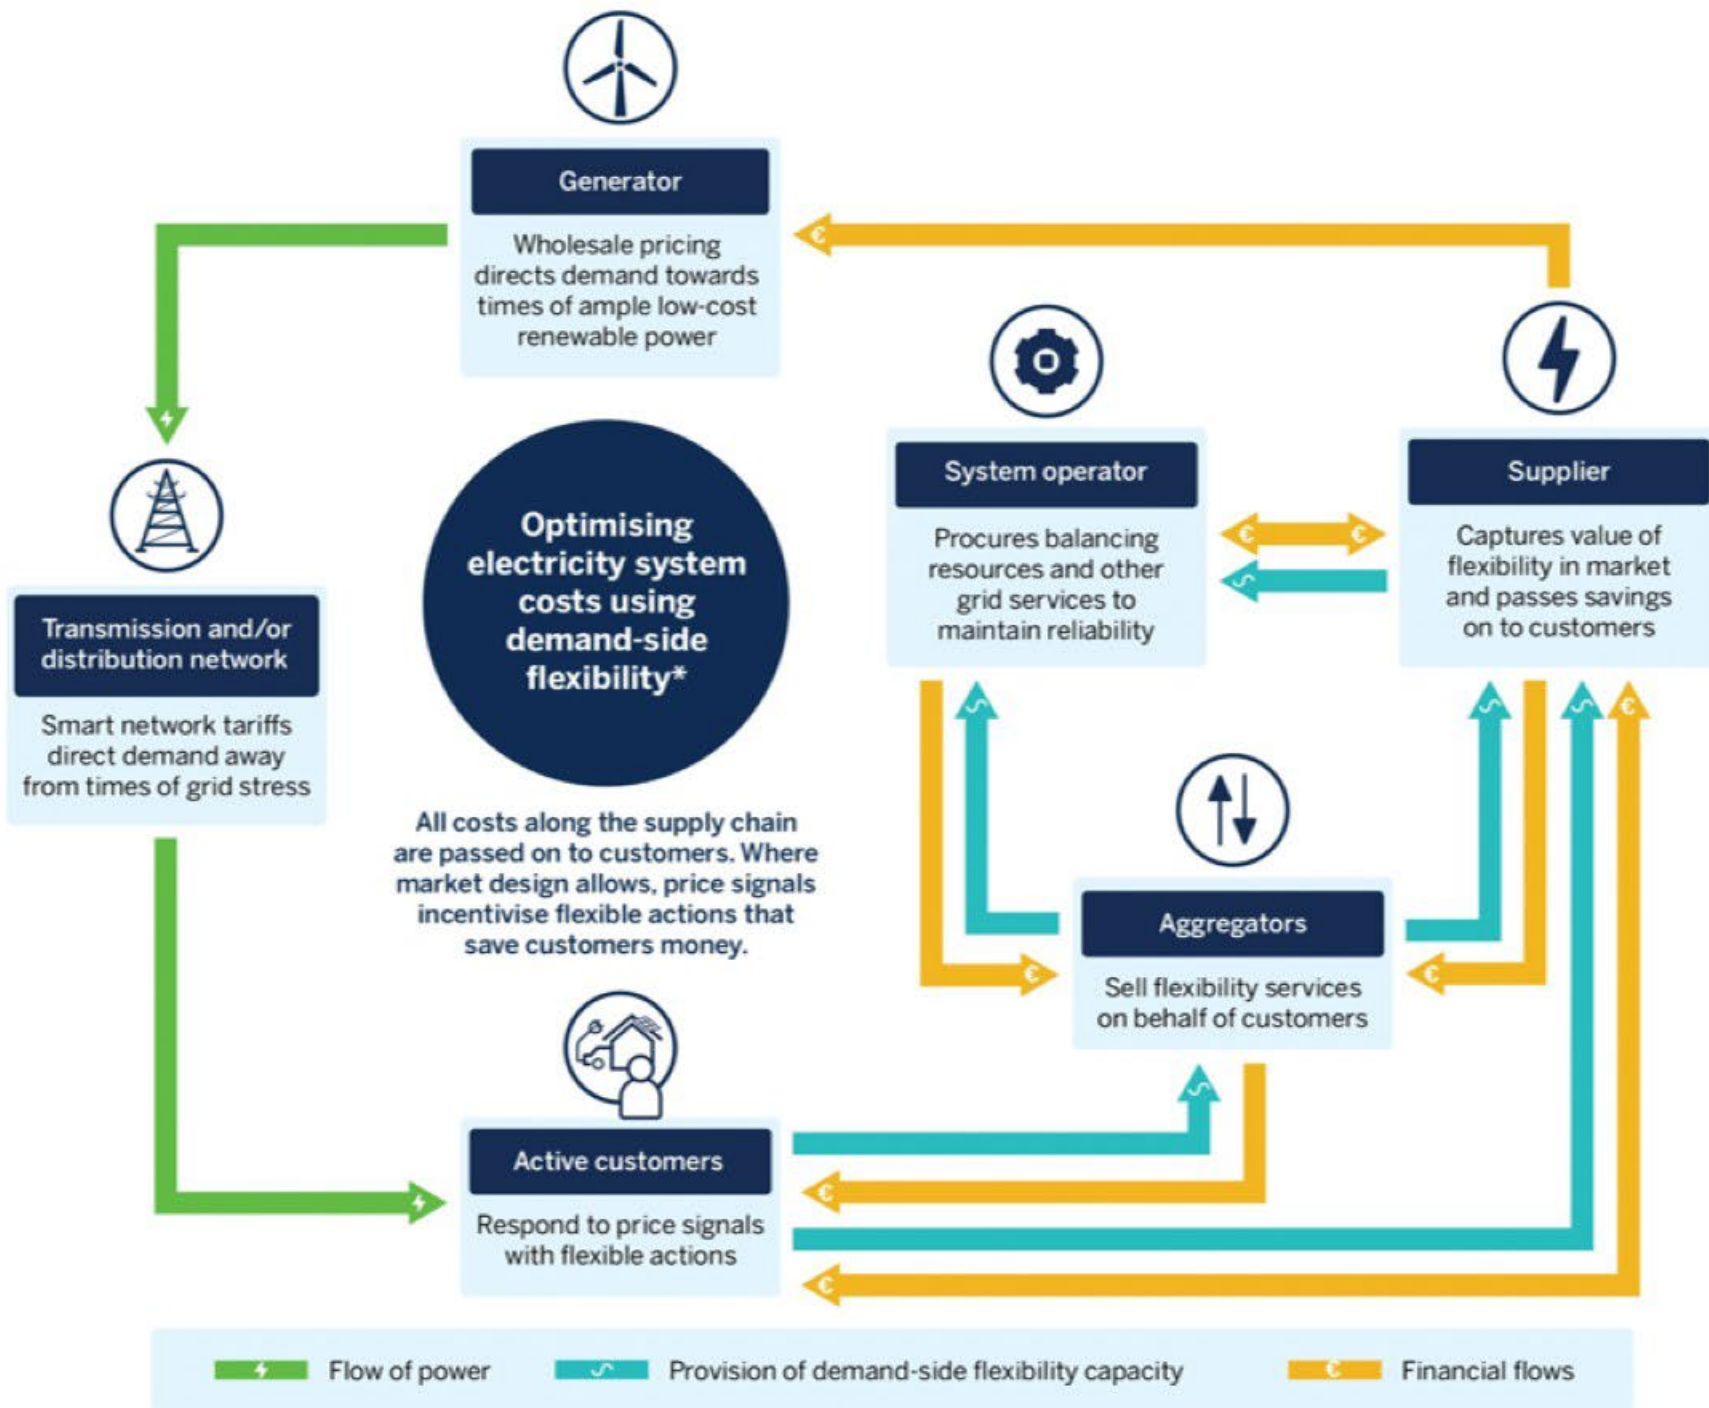 Generator
Wholesale pricing
directs demand towards
times of ample low-cost
renewable power
System operator
Procures balancing
resources and other
grid services to
maintain reliability
Supplier
Captures value of
flexibility in market
and passes savings
on to customers
Transmission and/or
distribution network
Smart network tariffs
direct demand away
from times of grid stress
Optimising
electricity system
costs using
demand-side
flexibility*
All costs along the supply chain
are passed on to customers. Where
market design allows, price signals
incentivise flexible actions that
save customers money.
Aggregators
Sell flexibility services
on behalf of customers
Active customers
Respond to price signals
with flexible actions
€
€
€
€
€
€
€
€
Flow of power
Provision of demand-side flexibility capacity
€
Financial flows